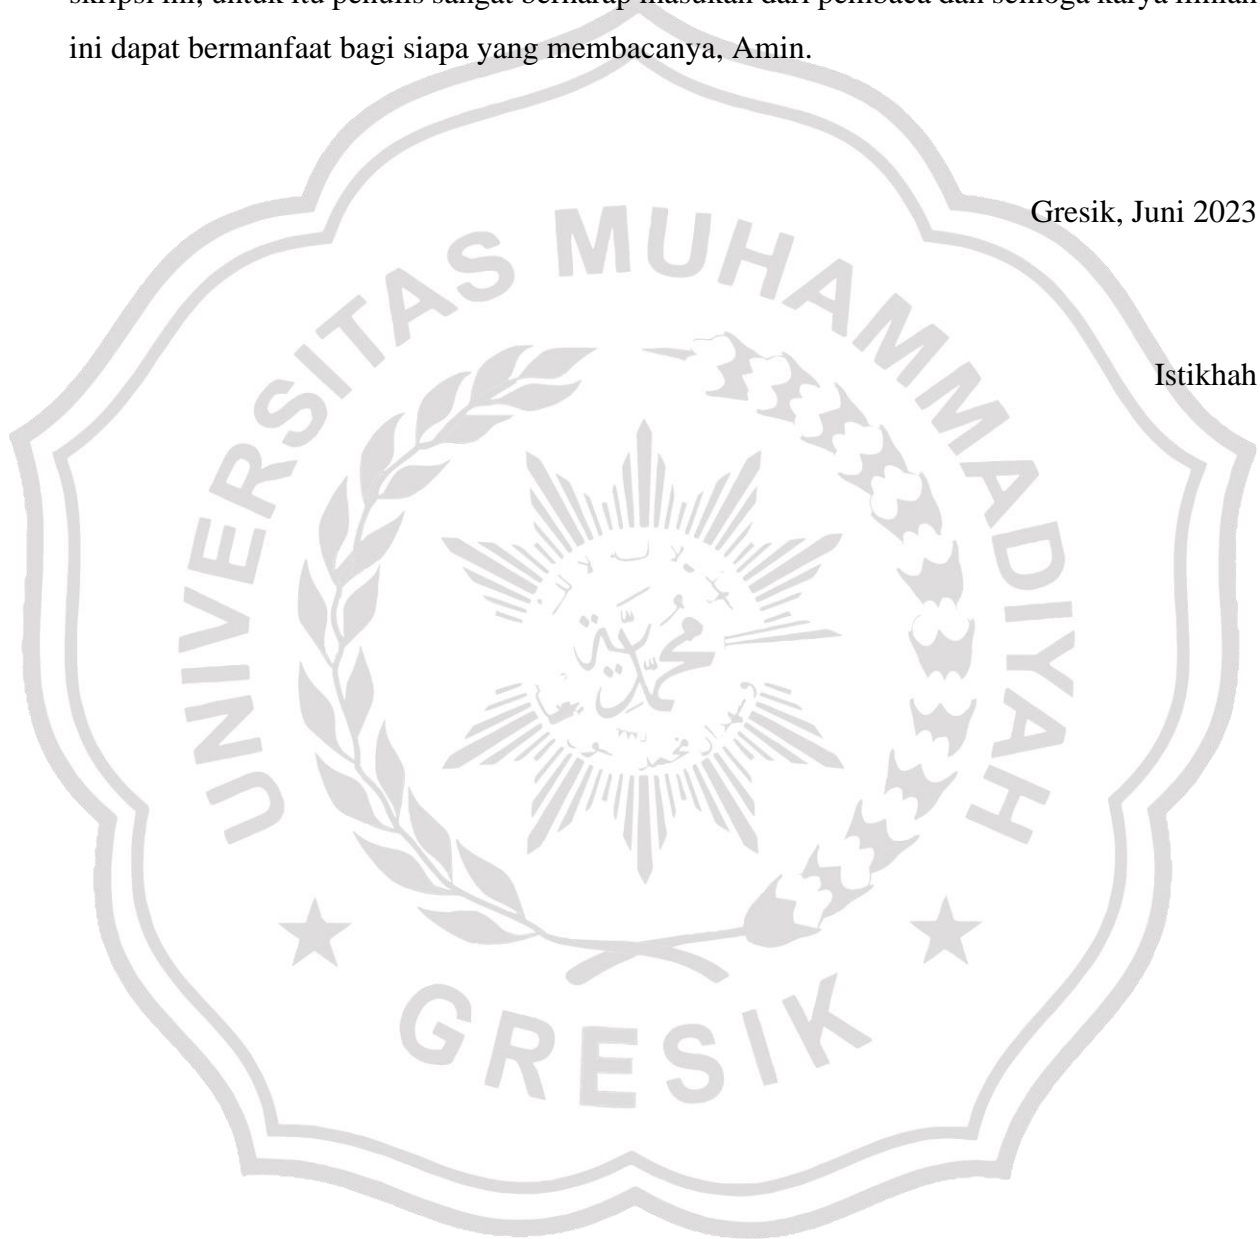 skripsi ini, untuk itu penulis sangat berharap masukan dari pembaca dan semoga karya ilmiah
ini dapat bermanfaat bagi siapa yang membacanya, Amin.
Gresik, Juni 2023
Istikhah
UNIVERSITAS MUHAMMADIYAH
محمدية
GRESIK